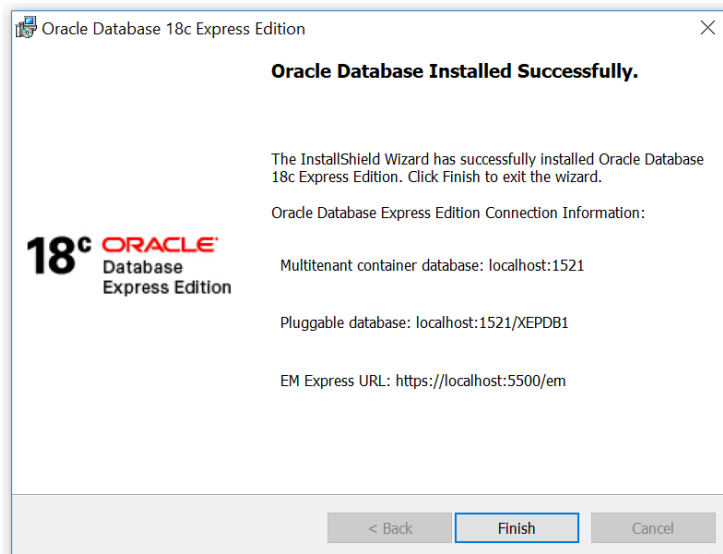 Oracle Database 18c Express Edition
Oracle Database Installed Successfully.
The InstallShield Wizard has successfully installed Oracle Database
18c Express Edition. Click Finish to exit the wizard.
Oracle Database Express Edition Connection Information:
18c ORACLE
Database
Express Edition
Multitenant container database: localhost:1521
Pluggable database: localhost:1521/XEPDB1
EM Express URL: https://localhost:5500/em
< Back
Finish
Cancel